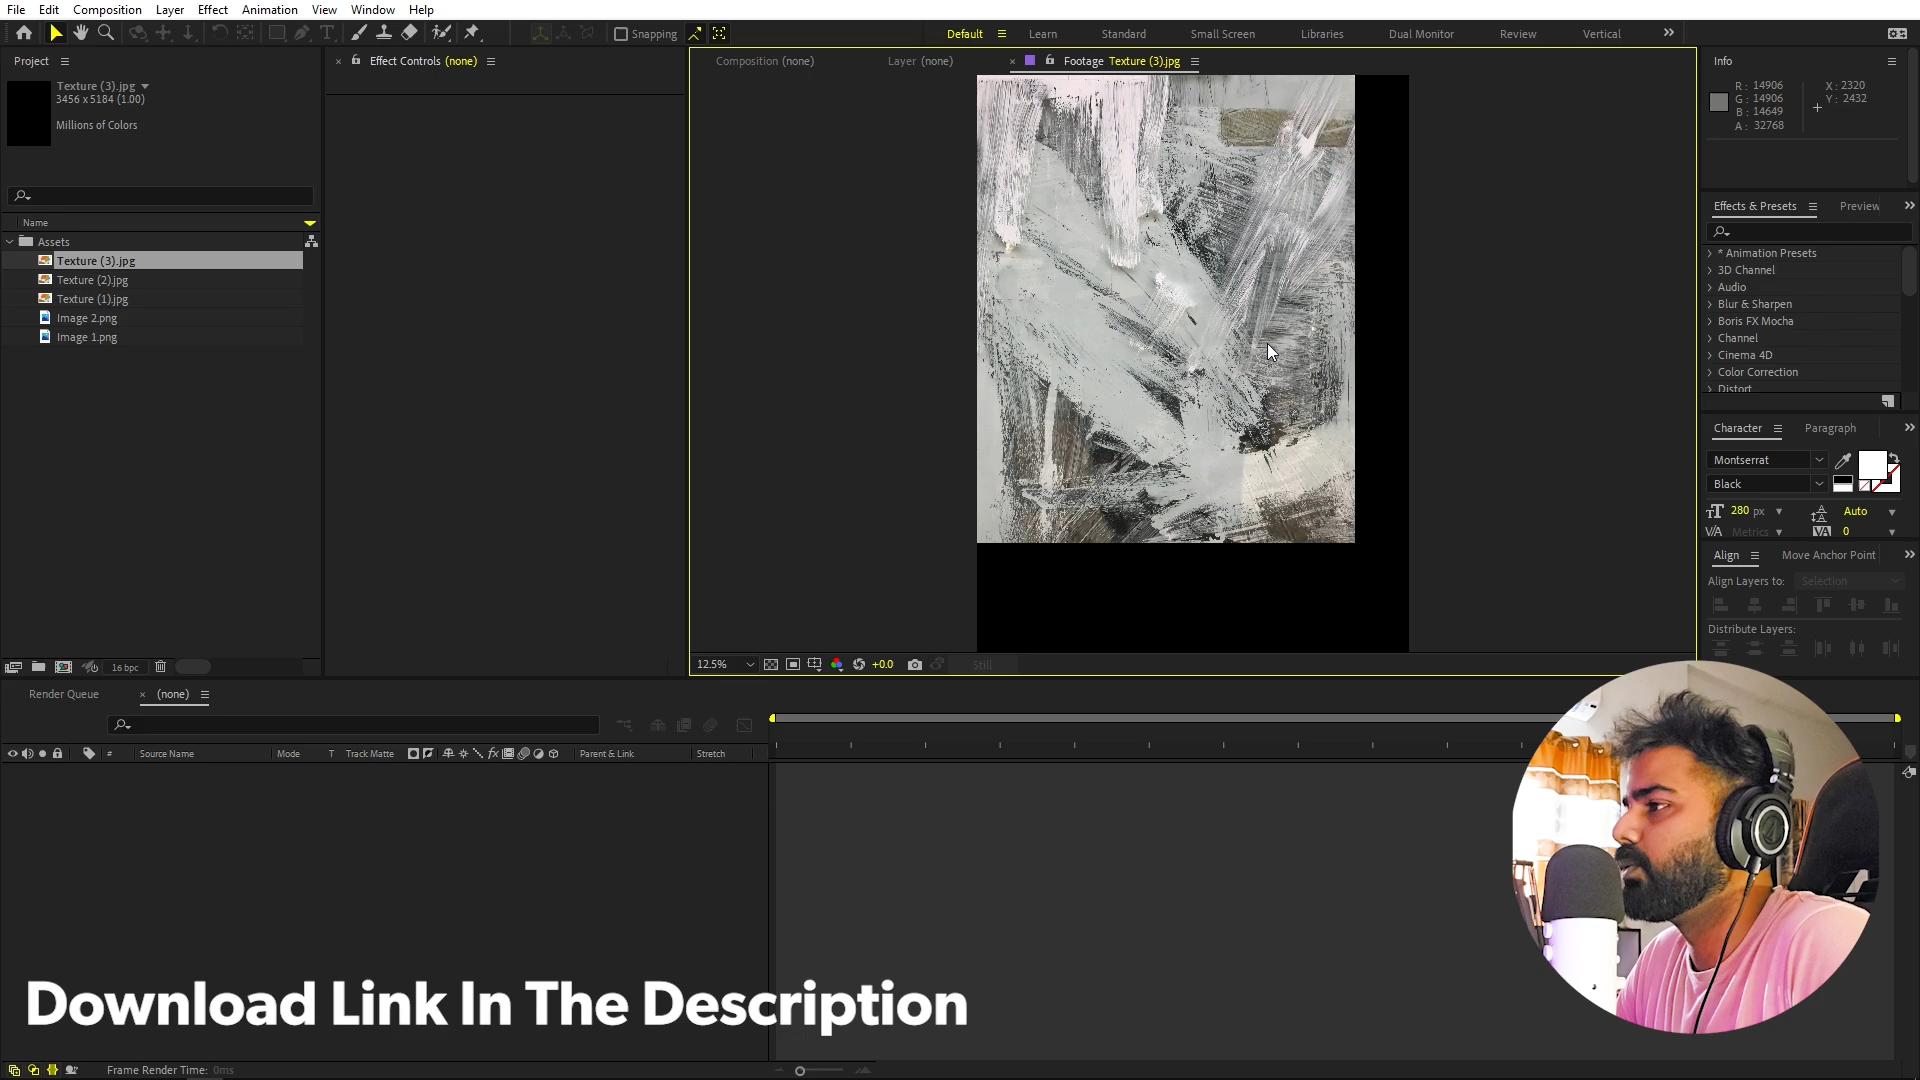 File Edit Composition Layer Effect Animation View Window Help
Snapping
Default Learn Standard Small Screen Libraries Dual Monitor Review Vertical
Project
Texture (3).jpg
3456 x 5184 (1.00)
Millions of Colors
Name
Assets
Texture (3).jpg
Texture (2).jpg
Texture (1).jpg
Image 2.png
Image 1.png
16 bpc
Effect Controls (none)
Composition (none) Layer (none) Footage Texture (3).jpg
12.5% +0.0 Still
Info
R: 14906
G: 14906
B: 14649
A: 32768
X: 2320
Y: 2432
Effects & Presets Preview
* Animation Presets
3D Channel
Audio
Blur & Sharpen
Boris FX Mocha
Channel
Cinema 4D
Color Correction
Distort
Character Paragraph
Montserrat
Black
280 px Auto
Metrics 0
Align Move Anchor Point
Align Layers to: Selection
Distribute Layers:
Render Queue (none)
# Source Name Mode T Track Matte fx Parent & Link Stretch
Download Link In The Description
Frame Render Time: 0ms